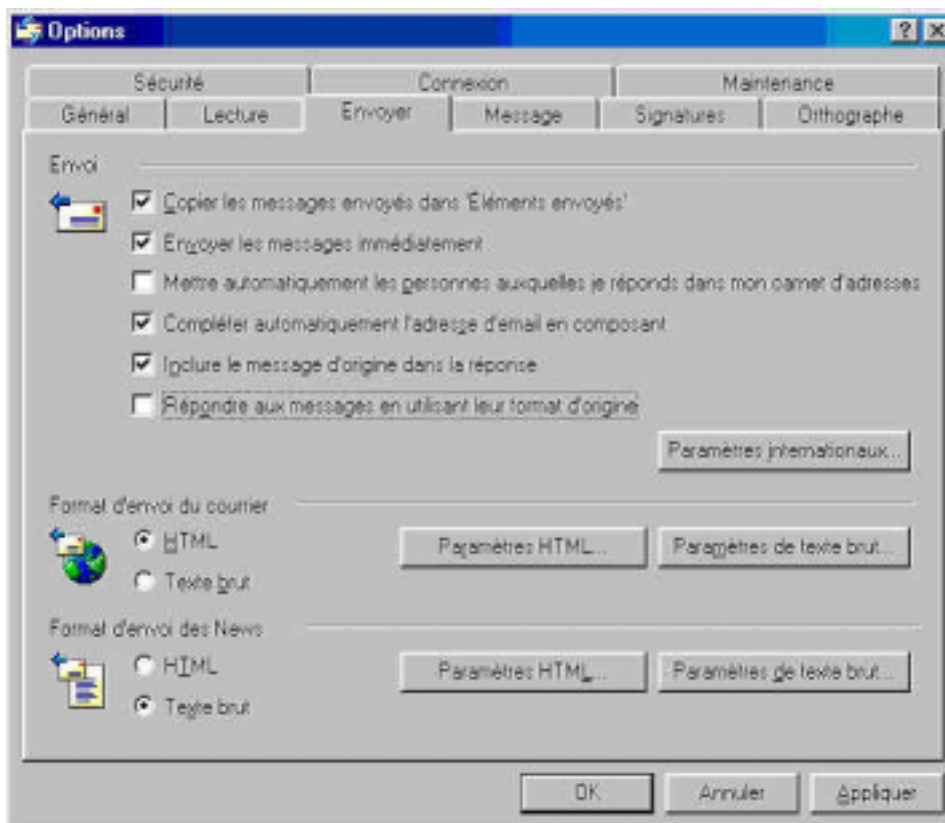 Options
Sécurité Connexion Maintenance
Général Lecture Envoyer Message Signatures Orthographe
Envoi
Copier les messages envoyés dans 'Éléments envoyés'
Envoyer les messages immédiatement
Mettre automatiquement les personnes auxquelles je réponds dans mon carnet d'adresses
Compléter automatiquement l'adresse d'email en composant
Inclure le message d'origine dans la réponse
Répondre aux messages en utilisant leur format d'origine
Paramètres internationaux...
Format d'envoi du courrier
HTML Paramètres HTML... Paramètres de texte brut...
Texte brut
Format d'envoi des News
HTML Paramètres HTML... Paramètres de texte brut...
Texte brut
OK Annuler Appliquer